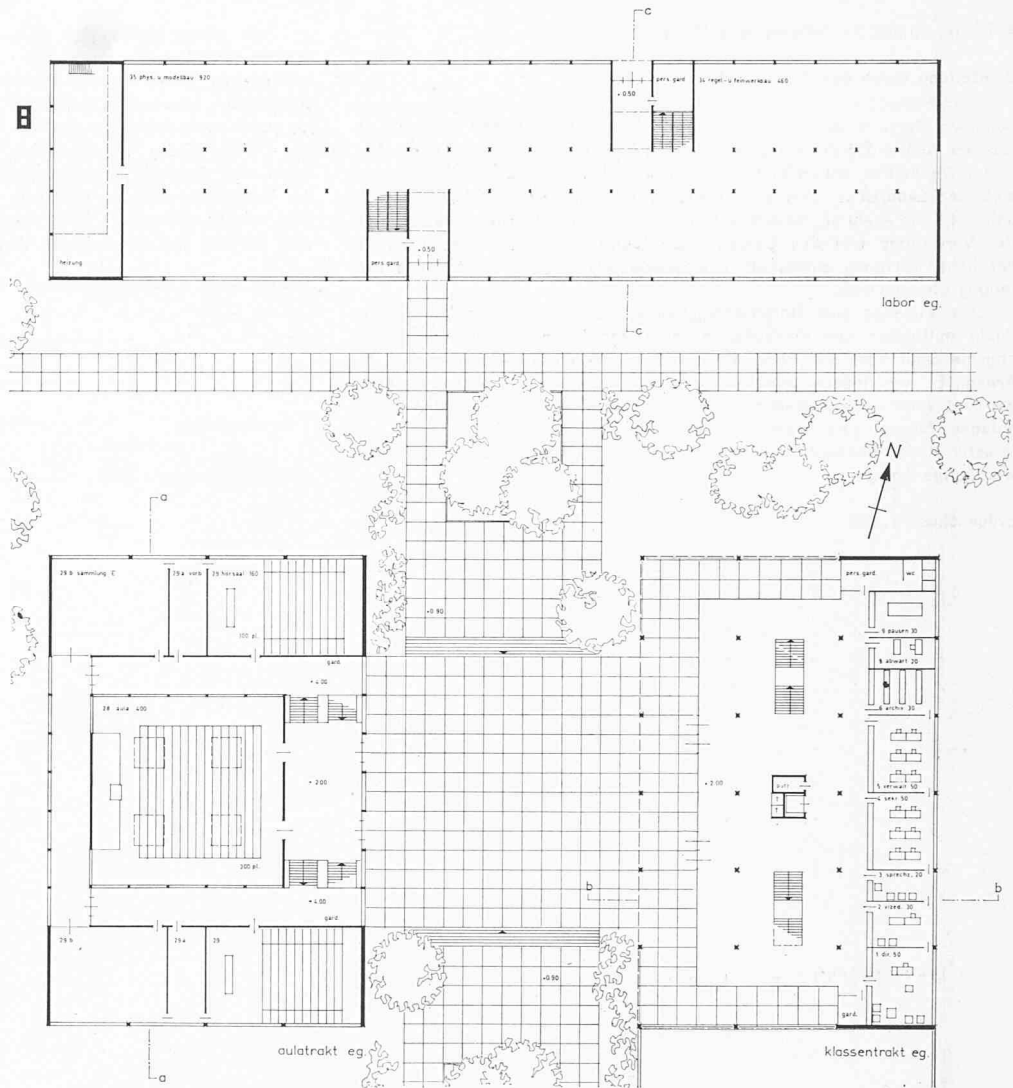 c
35 phys. u. modellbau 920
pers. gard.
34 regel- u. feinwerkbau 460
+0.50
heizung
pers. gard.
+0.50
labor eg.
c
N
a
29 b sammlung
29 a vorb.
29 hörsaal 160
100 pl.
pers. gard.
wc
9 pausen 30
+0.90
8 abwart 20
gard.
+4.00
28 aula 400
6 archiv 30
+2.00
+2.00
putz
5 verwalt. 50
4 sekr. 50
300 pl.
3 sprechz. 20
b
b
+4.00
gard.
2 vized. 30
29 b
29 a
29
1 dir. 50
+0.90
gard.
aulatrakt eg.
klassentrakt eg.
a